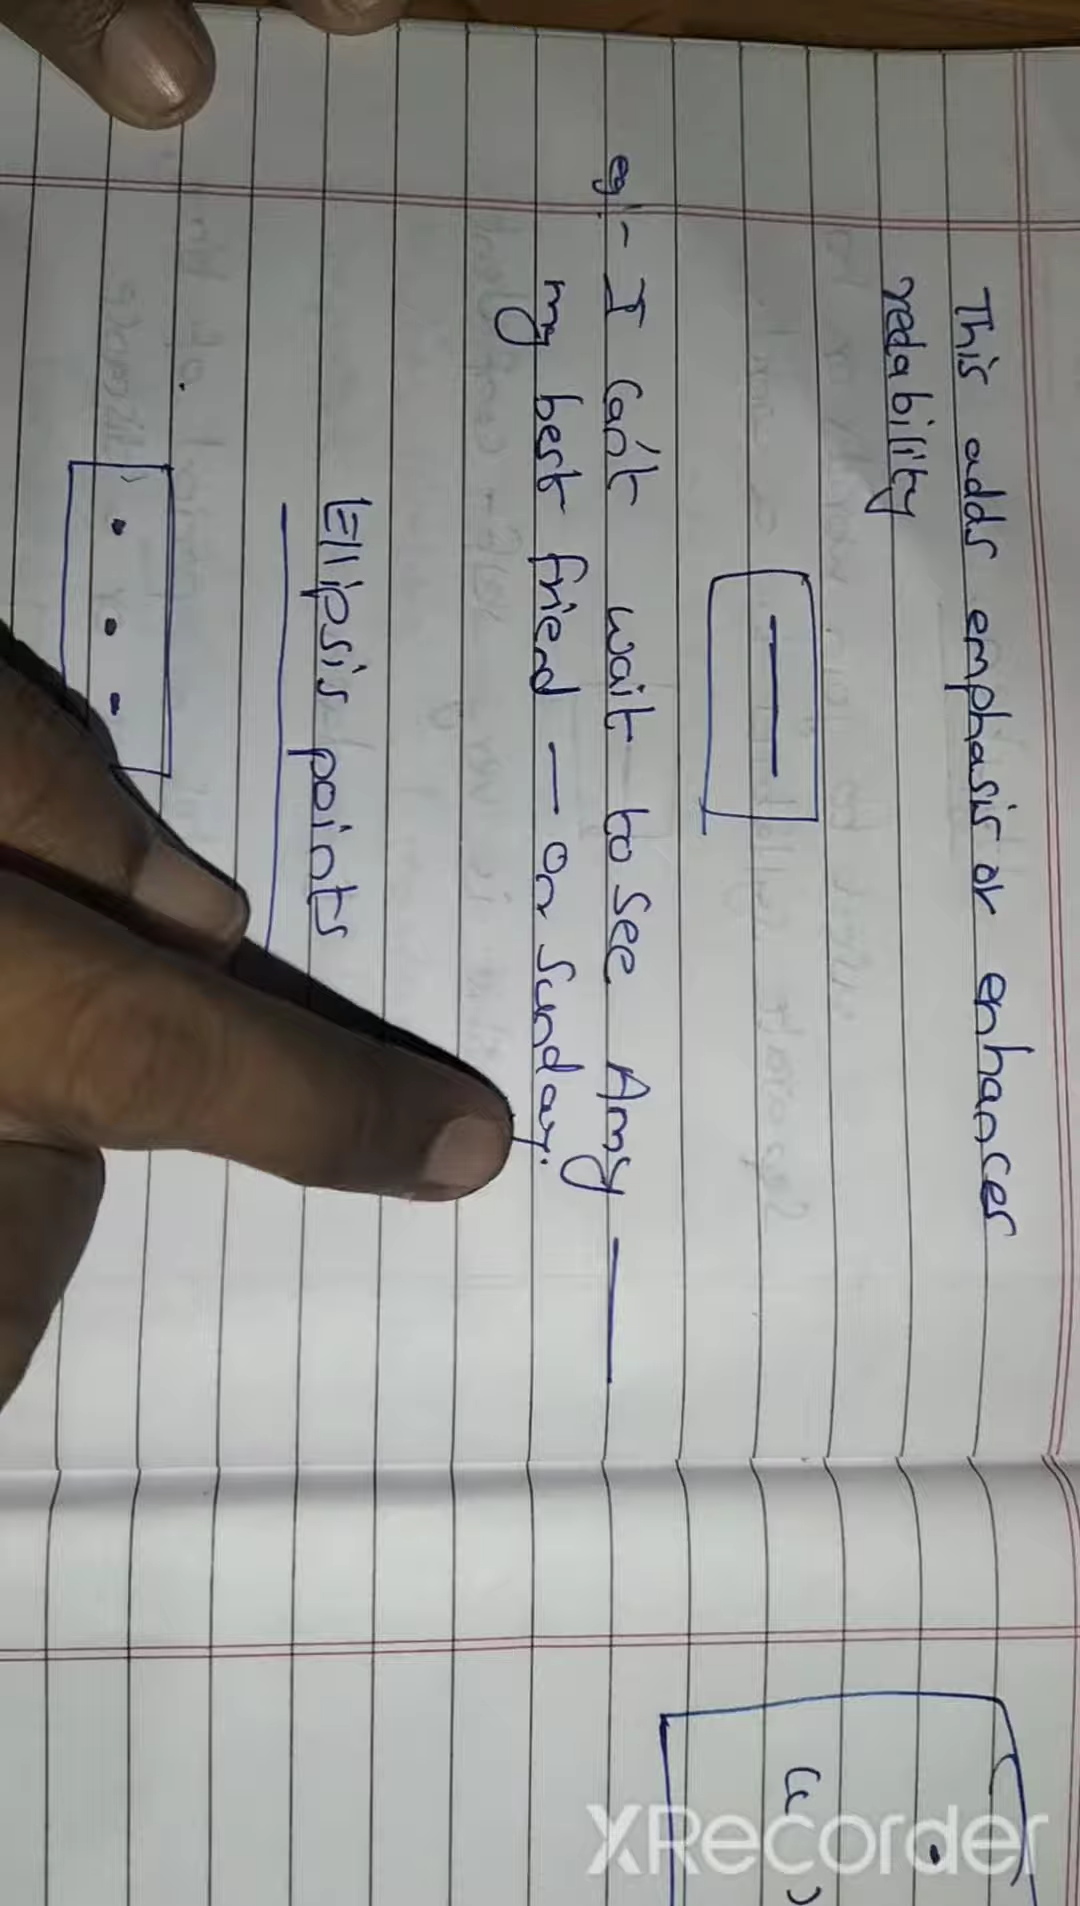 This adds emphasis or enhances
redability
—
eg:- I can't wait to see Amy —
my best friend — on Sunday.
Ellipsis points
. . .
XRecorder